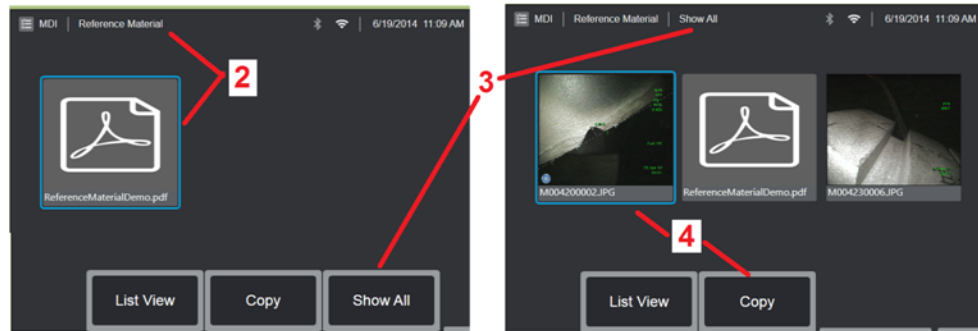 MDI | Reference Material
6/19/2014 11:09 AM
2
ReferenceMaterialDemo.pdf
List View
Copy
Show All
3
MDI | Reference Material | Show All
6/19/2014 11:09 AM
M004200002.JPG
ReferenceMaterialDemo.pdf
M004230006.JPG
4
List View
Copy